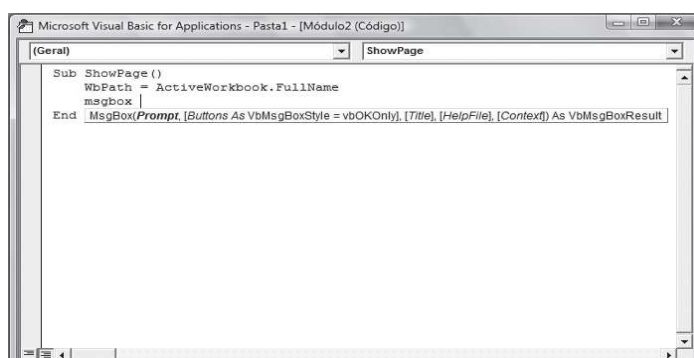 Microsoft Visual Basic for Applications - Pasta1 - [Módulo2 (Código)]
(Geral) ShowPage
Sub ShowPage()
WbPath = ActiveWorkbook.FullName
msgbox
End MsgBox(Prompt, [Buttons As VbMsgBoxStyle = vbOKOnly], [Title], [HelpFile], [Context]) As VbMsgBoxResult